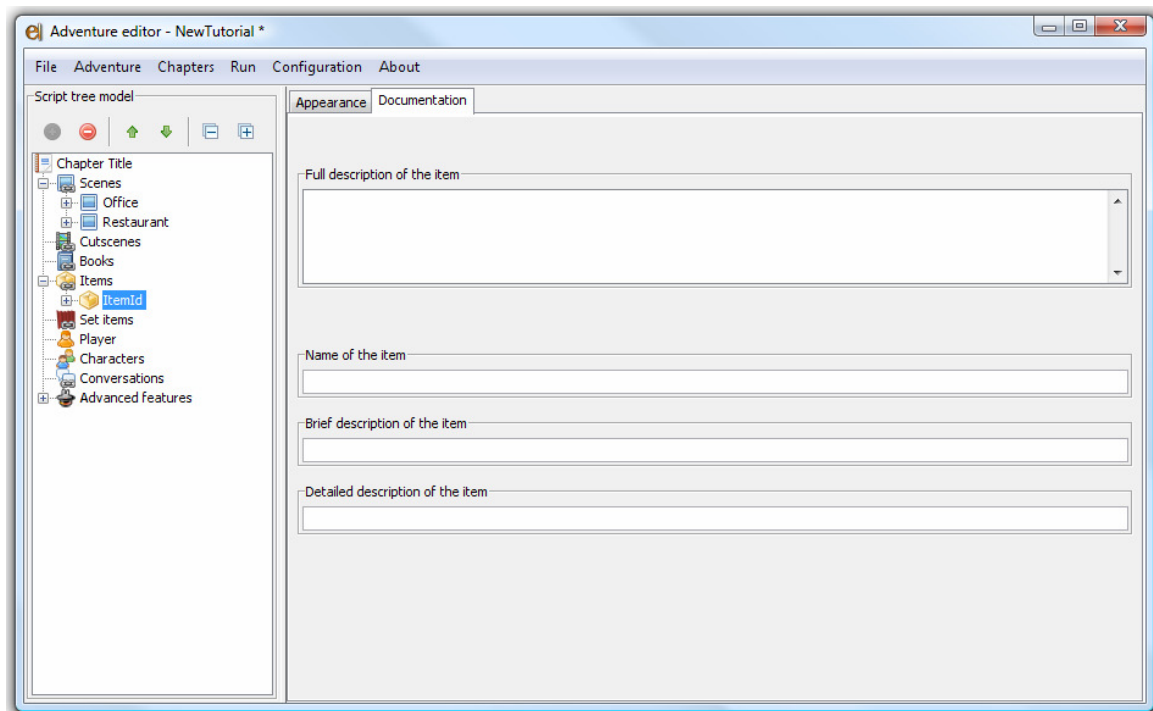 Adventure editor - NewTutorial *
File Adventure Chapters Run Configuration About
Script tree model
Chapter Title
Scenes
Office
Restaurant
Cutscenes
Books
Items
ItemId
Set items
Player
Characters
Conversations
Advanced features
Appearance Documentation
Full description of the item
Name of the item
Brief description of the item
Detailed description of the item